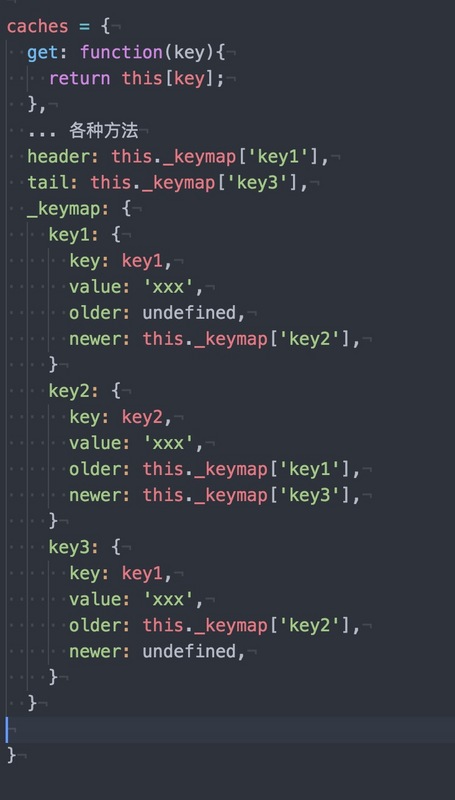 caches = {
  get: function(key){
    return this[key];
  },
  ... 各种方法
  header: this._keymap['key1'],
  tail: this._keymap['key3'],
  _keymap: {
    key1: {
      key: key1,
      value: 'xxx',
      older: undefined,
      newer: this._keymap['key2'],
    }
    key2: {
      key: key2,
      value: 'xxx',
      older: this._keymap['key1'],
      newer: this._keymap['key3'],
    }
    key3: {
      key: key1,
      value: 'xxx',
      older: this._keymap['key2'],
      newer: undefined,
    }
  }

}